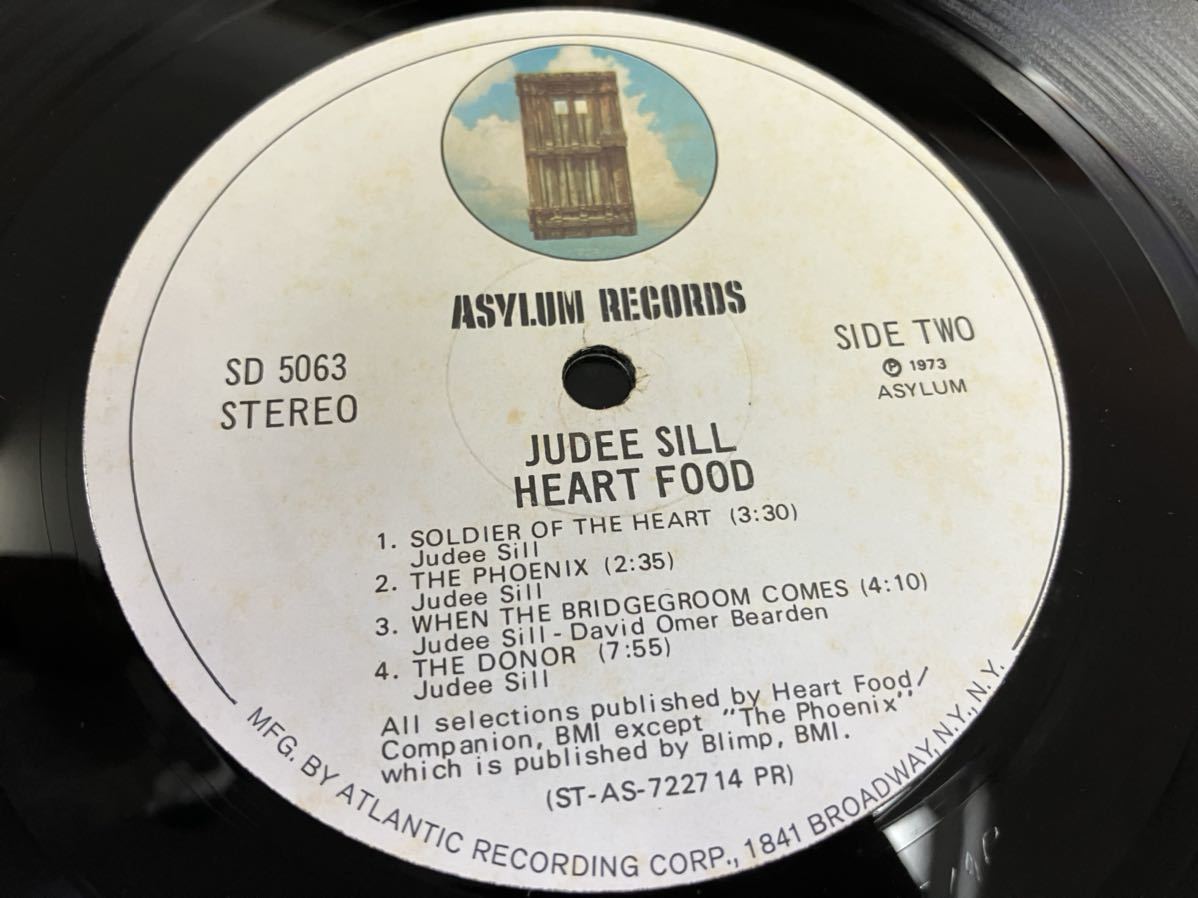 ASYLUM RECORDS
SD 5063
STEREO
SIDE TWO
℗ 1973
ASYLUM
JUDEE SILL
HEART FOOD
1. SOLDIER OF THE HEART (3:30)
Judee Sill
2. THE PHOENIX (2:35)
Judee Sill
3. WHEN THE BRIDGEGROOM COMES (4:10)
Judee Sill - David Omer Bearden
4. THE DONOR (7:55)
Judee Sill
All selections published by Heart Food/
Companion, BMI except "The Phoenix"
which is published by Blimp, BMI.
(ST-AS-722714 PR)
MFG. BY ATLANTIC RECORDING CORP., 1841 BROADWAY, N.Y., N.Y.